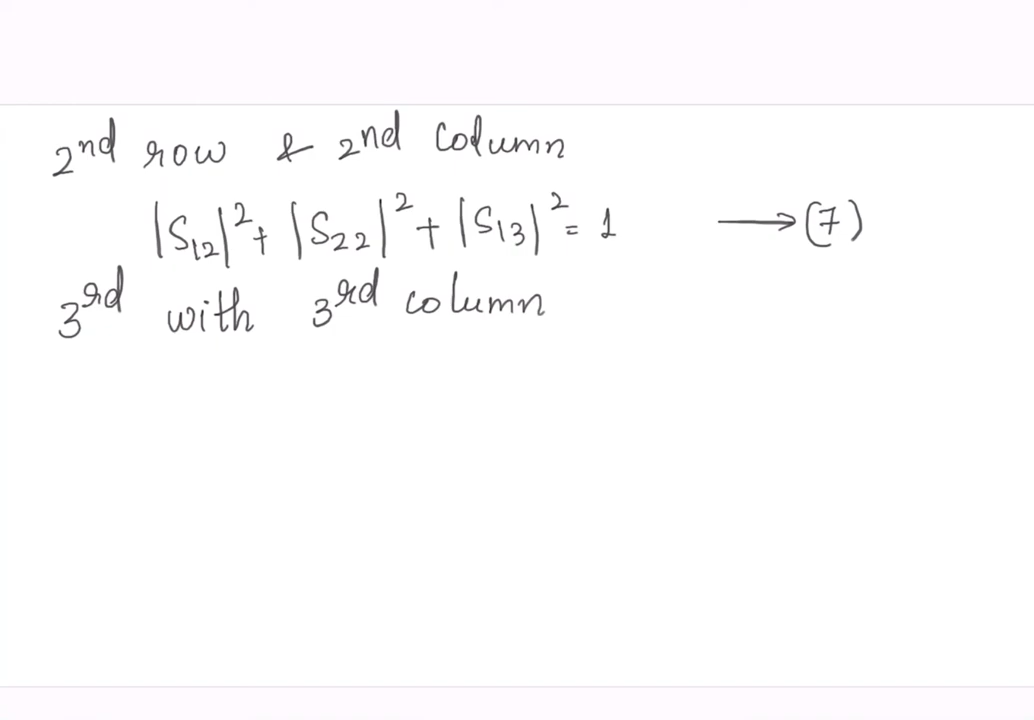 2nd row & 2nd column
|S12|² + |S22|² + |S13|² = 1 ⟶ (7)
3rd with 3rd column